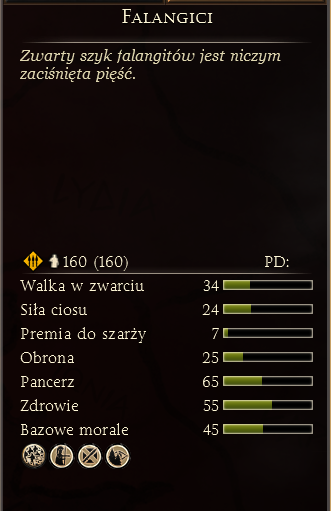 Falangici
Zwarty szyk falangitów jest niczym
zaciśnięta pięść.
160 (160) PD:
Walka w zwarciu 34
Siła ciosu 24
Premia do szarży 7
Obrona 25
Pancerz 65
Zdrowie 55
Bazowe morale 45